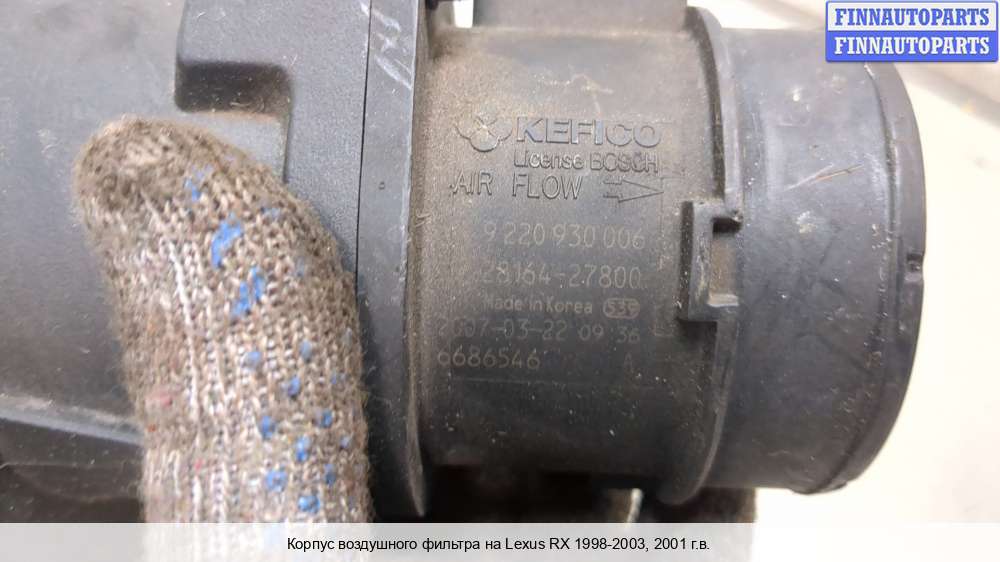 FINNAUTOPARTS
FINNAUTOPARTS
KEFICO
License BOSCH
AIR FLOW
9 220 930 006
28164-27800
Made in Korea 539
2007-03-22 09 36
6686546 A
Корпус воздушного фильтра на Lexus RX 1998-2003, 2001 г.в.